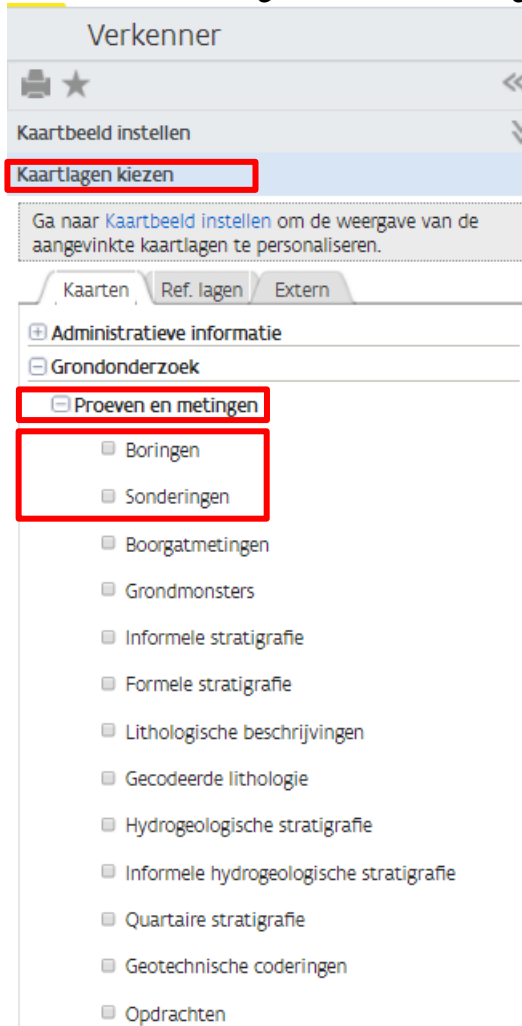 Verkenner
Kaartbeeld instellen
Kaartlagen kiezen
Ga naar Kaartbeeld instellen om de weergave van de
aangevinkte kaartlagen te personaliseren.
Kaarten Ref. lagen Extern
Administratieve informatie
Grondonderzoek
Proeven en metingen
Boringen
Sonderingen
Boorgatmetingen
Grondmonsters
Informele stratigrafie
Formele stratigrafie
Lithologische beschrijvingen
Gecodeerde lithologie
Hydrogeologische stratigrafie
Informele hydrogeologische stratigrafie
Quartaire stratigrafie
Geotechnische coderingen
Opdrachten